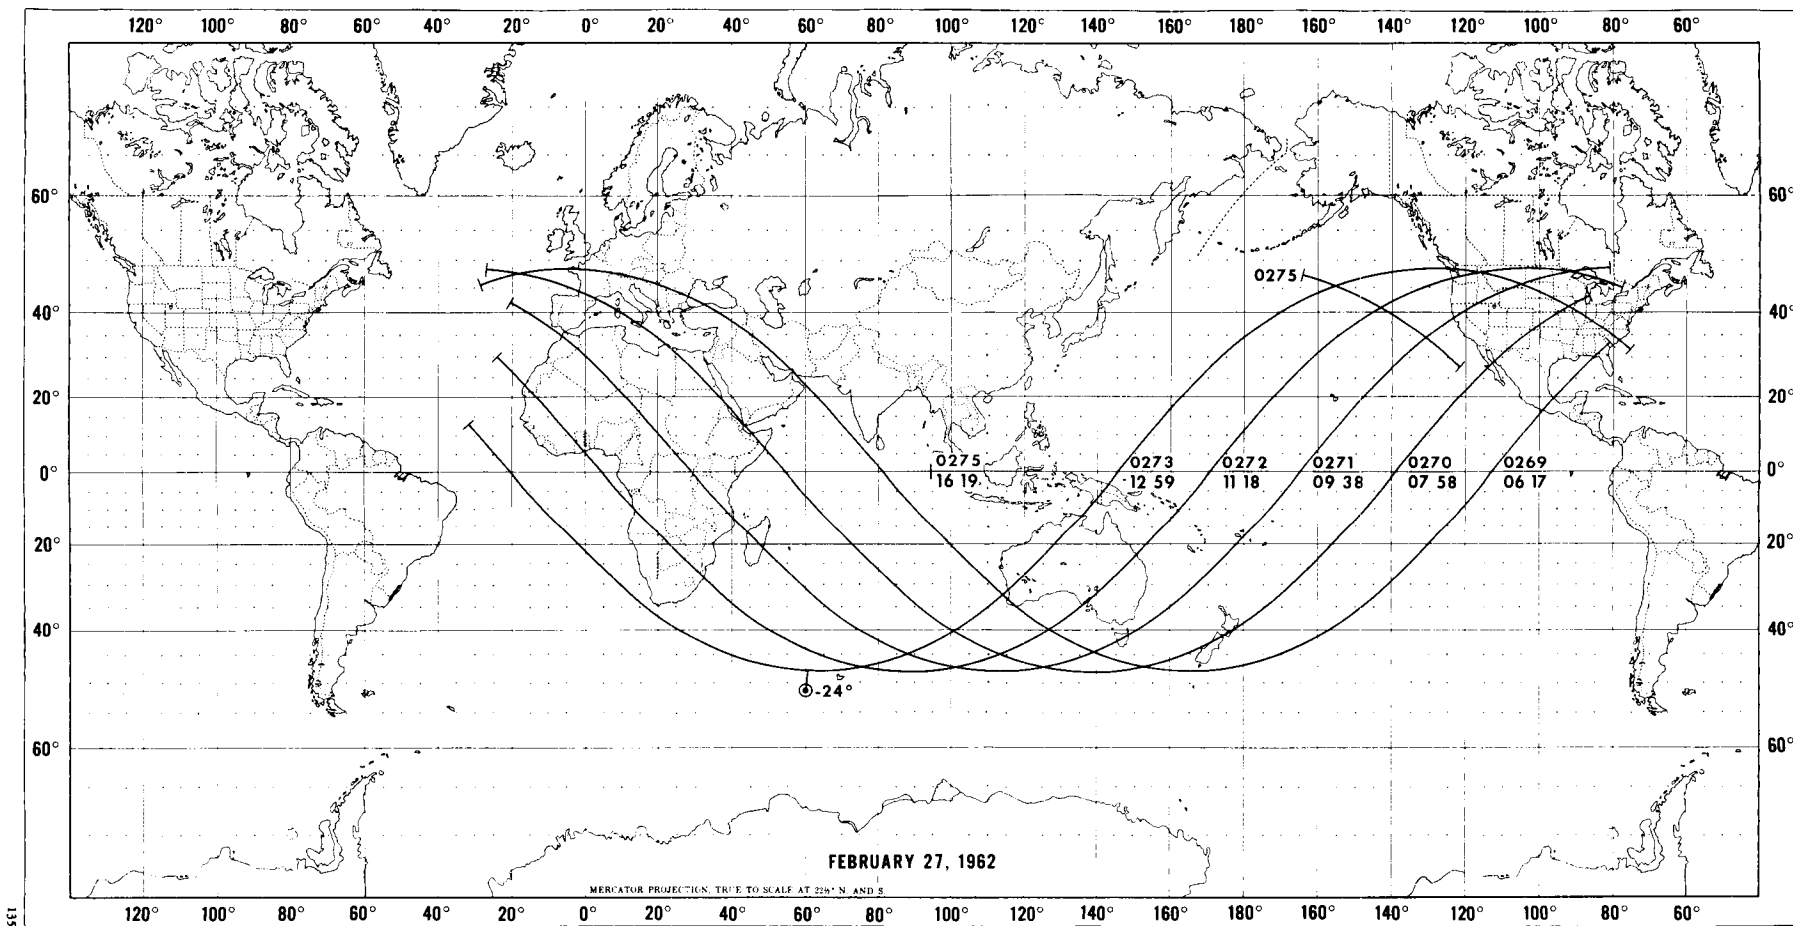 120° 100° 80° 60° 40° 20° 0° 20° 40° 60° 80° 100° 120° 140° 160° 180° 160° 140° 120° 100° 80° 60°
60° 60°
0275
40° 40°
20° 20°
0275 0273 0272 0271 0270 0269
0° 0°
16 19 12 59 11 18 09 38 07 58 06 17
20° 20°
40° 40°
-24°
60° 60°
FEBRUARY 27, 1962
MERCATOR PROJECTION, TRUE TO SCALE AT 22½° N. AND S.
120° 100° 80° 60° 40° 20° 0° 20° 40° 60° 80° 100° 120° 140° 160° 180° 160° 140° 120° 100° 80° 60°
135